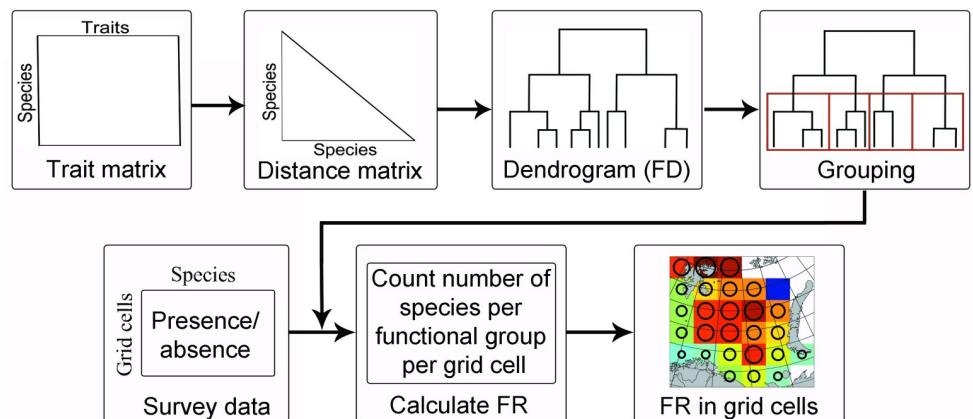 Traits
Species
Trait matrix
Species
Species
Distance matrix
Dendrogram (FD)
Grouping
Species
Grid cells
Presence/
absence
Survey data
Count number of
species per
functional group
per grid cell
Calculate FR
FR in grid cells